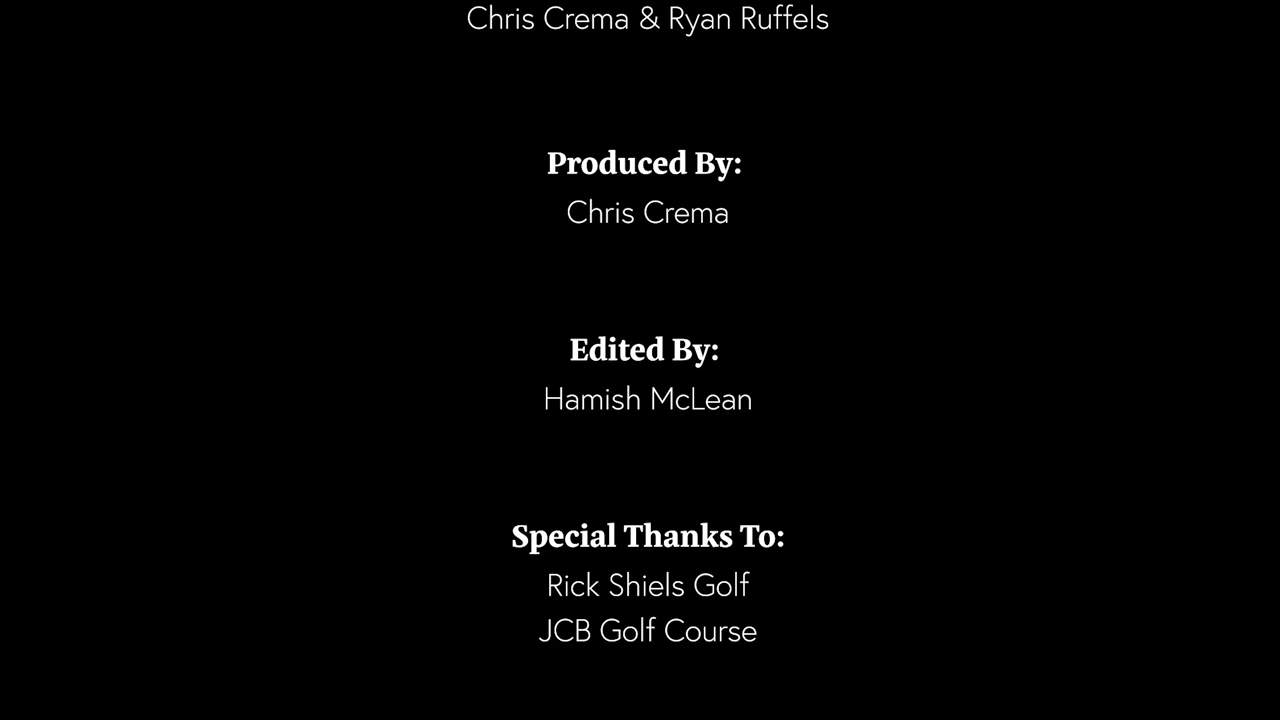 Chris Crema & Ryan Ruffels
Produced By:
Chris Crema
Edited By:
Hamish McLean
Special Thanks To:
Rick Shiels Golf
JCB Golf Course